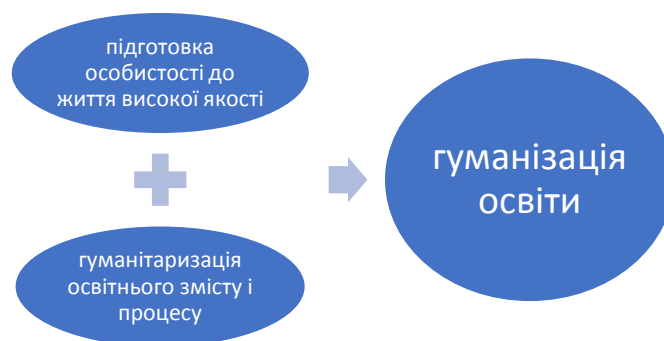 підготовка
особистості до
життя високої якості
гуманітаризація
освітнього змісту і
процесу
гуманізація
освіти